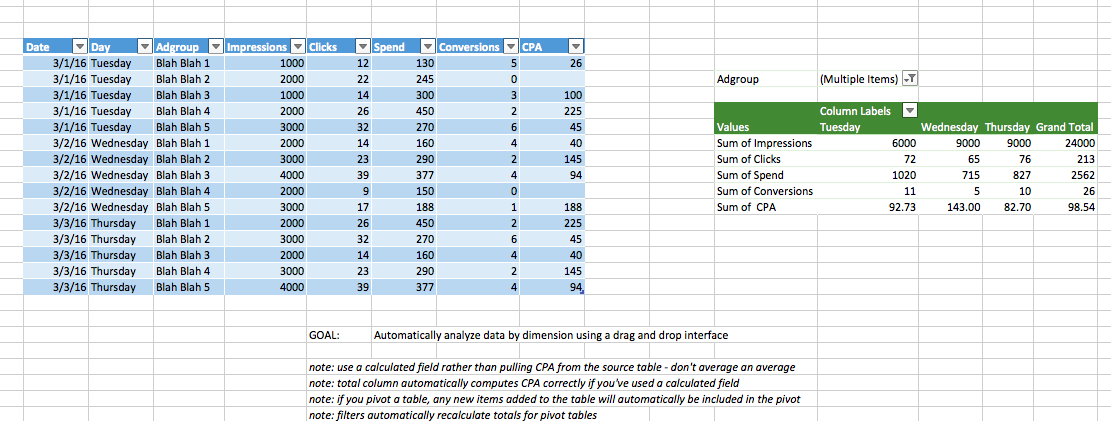 Date Day Adgroup Impressions Clicks Spend Conversions CPA
3/1/16 Tuesday Blah Blah 1 1000 12 130 5 26
3/1/16 Tuesday Blah Blah 2 2000 22 245 0
3/1/16 Tuesday Blah Blah 3 1000 14 300 3 100
3/1/16 Tuesday Blah Blah 4 2000 26 450 2 225
3/1/16 Tuesday Blah Blah 5 3000 32 270 6 45
3/2/16 Wednesday Blah Blah 1 2000 14 160 4 40
3/2/16 Wednesday Blah Blah 2 3000 23 290 2 145
3/2/16 Wednesday Blah Blah 3 4000 39 377 4 94
3/2/16 Wednesday Blah Blah 4 2000 9 150 0
3/2/16 Wednesday Blah Blah 5 3000 17 188 1 188
3/3/16 Thursday Blah Blah 1 2000 26 450 2 225
3/3/16 Thursday Blah Blah 2 3000 32 270 6 45
3/3/16 Thursday Blah Blah 3 2000 14 160 4 40
3/3/16 Thursday Blah Blah 4 3000 23 290 2 145
3/3/16 Thursday Blah Blah 5 4000 39 377 4 94
Adgroup (Multiple Items)
Column Labels
Values Tuesday Wednesday Thursday Grand Total
Sum of Impressions 6000 9000 9000 24000
Sum of Clicks 72 65 76 213
Sum of Spend 1020 715 827 2562
Sum of Conversions 11 5 10 26
Sum of CPA 92.73 143.00 82.70 98.54
GOAL: Automatically analyze data by dimension using a drag and drop interface
note: use a calculated field rather than pulling CPA from the source table - don't average an average
note: total column automatically computes CPA correctly if you've used a calculated field
note: if you pivot a table, any new items added to the table will automatically be included in the pivot
note: filters automatically recalculate totals for pivot tables